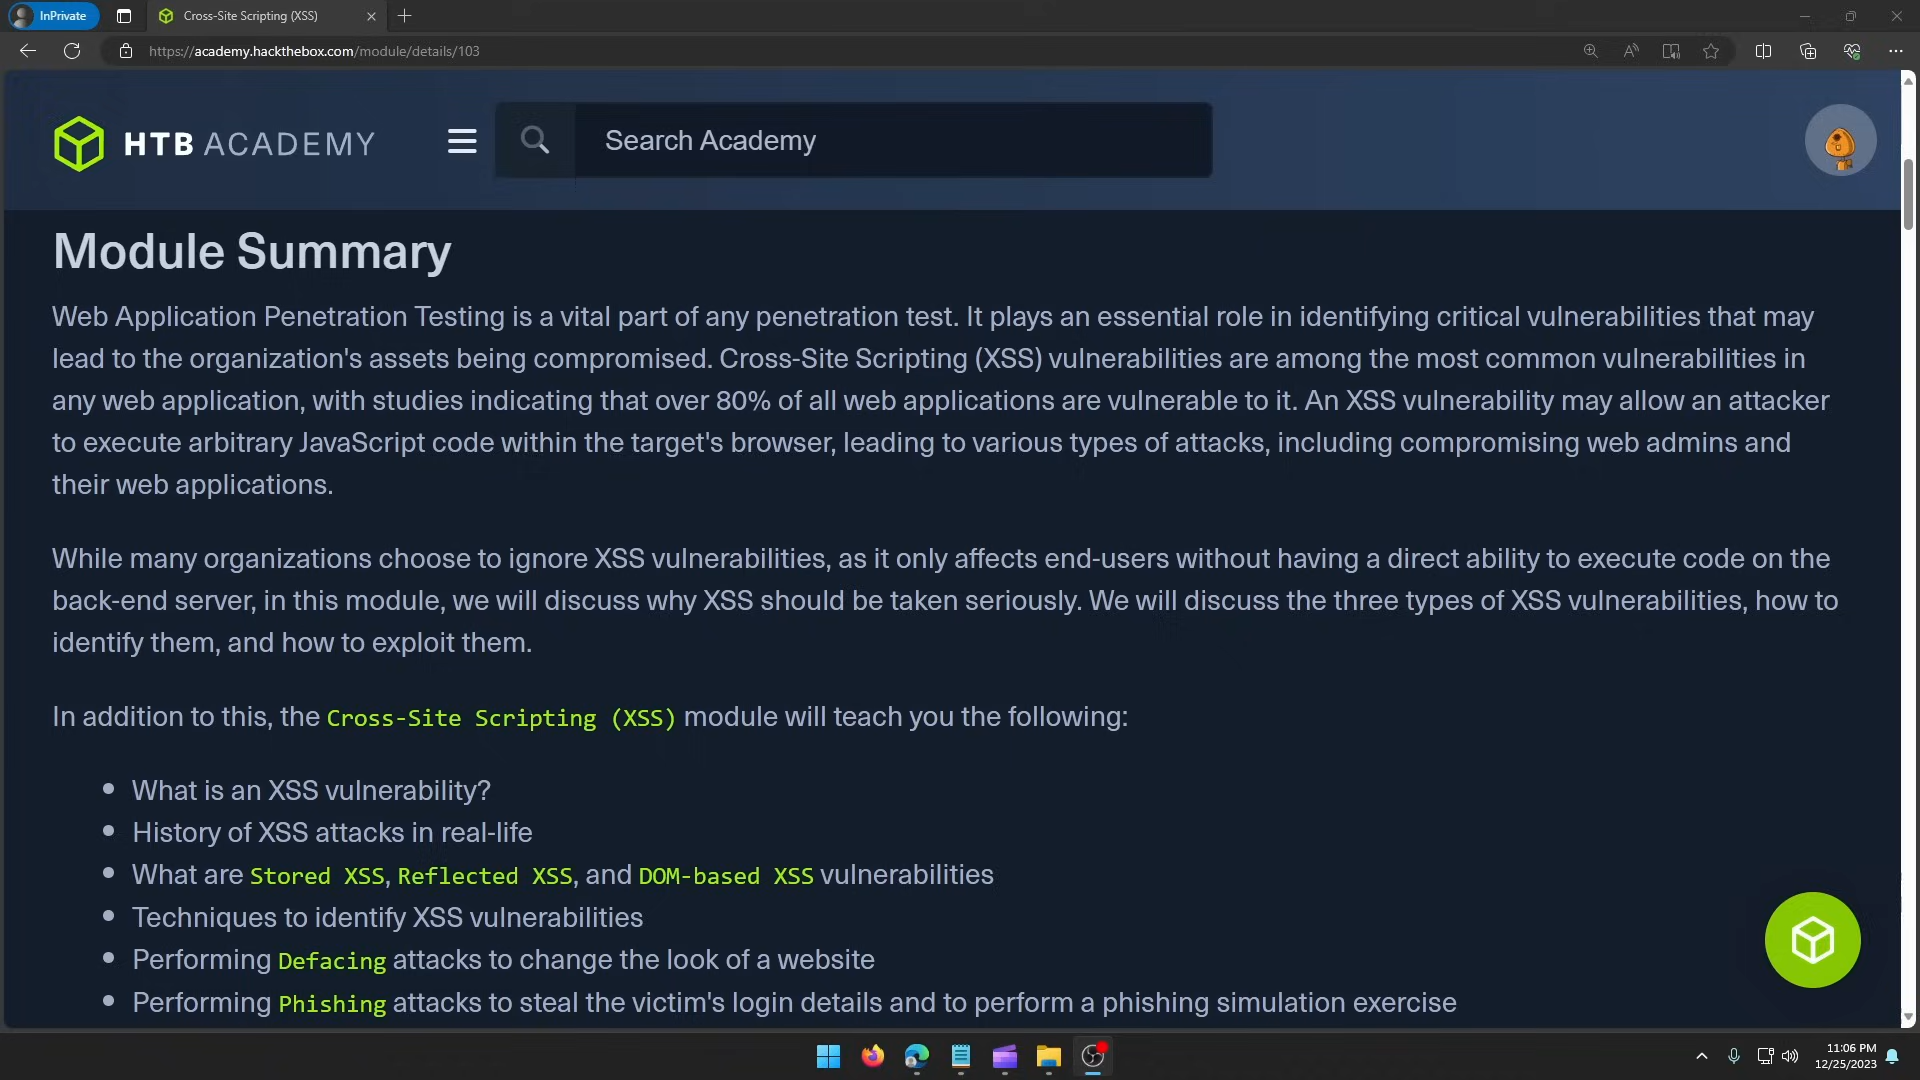 InPrivate
Cross-Site Scripting (XSS)
https://academy.hackthebox.com/module/details/103
HTB ACADEMY
Search Academy
Module Summary
Web Application Penetration Testing is a vital part of any penetration test. It plays an essential role in identifying critical vulnerabilities that may
lead to the organization's assets being compromised. Cross-Site Scripting (XSS) vulnerabilities are among the most common vulnerabilities in
any web application, with studies indicating that over 80% of all web applications are vulnerable to it. An XSS vulnerability may allow an attacker
to execute arbitrary JavaScript code within the target's browser, leading to various types of attacks, including compromising web admins and
their web applications.
While many organizations choose to ignore XSS vulnerabilities, as it only affects end-users without having a direct ability to execute code on the
back-end server, in this module, we will discuss why XSS should be taken seriously. We will discuss the three types of XSS vulnerabilities, how to
identify them, and how to exploit them.
In addition to this, the Cross-Site Scripting (XSS) module will teach you the following:
• What is an XSS vulnerability?
• History of XSS attacks in real-life
• What are Stored XSS, Reflected XSS, and DOM-based XSS vulnerabilities
• Techniques to identify XSS vulnerabilities
• Performing Defacing attacks to change the look of a website
• Performing Phishing attacks to steal the victim's login details and to perform a phishing simulation exercise
11:06 PM
12/25/2023